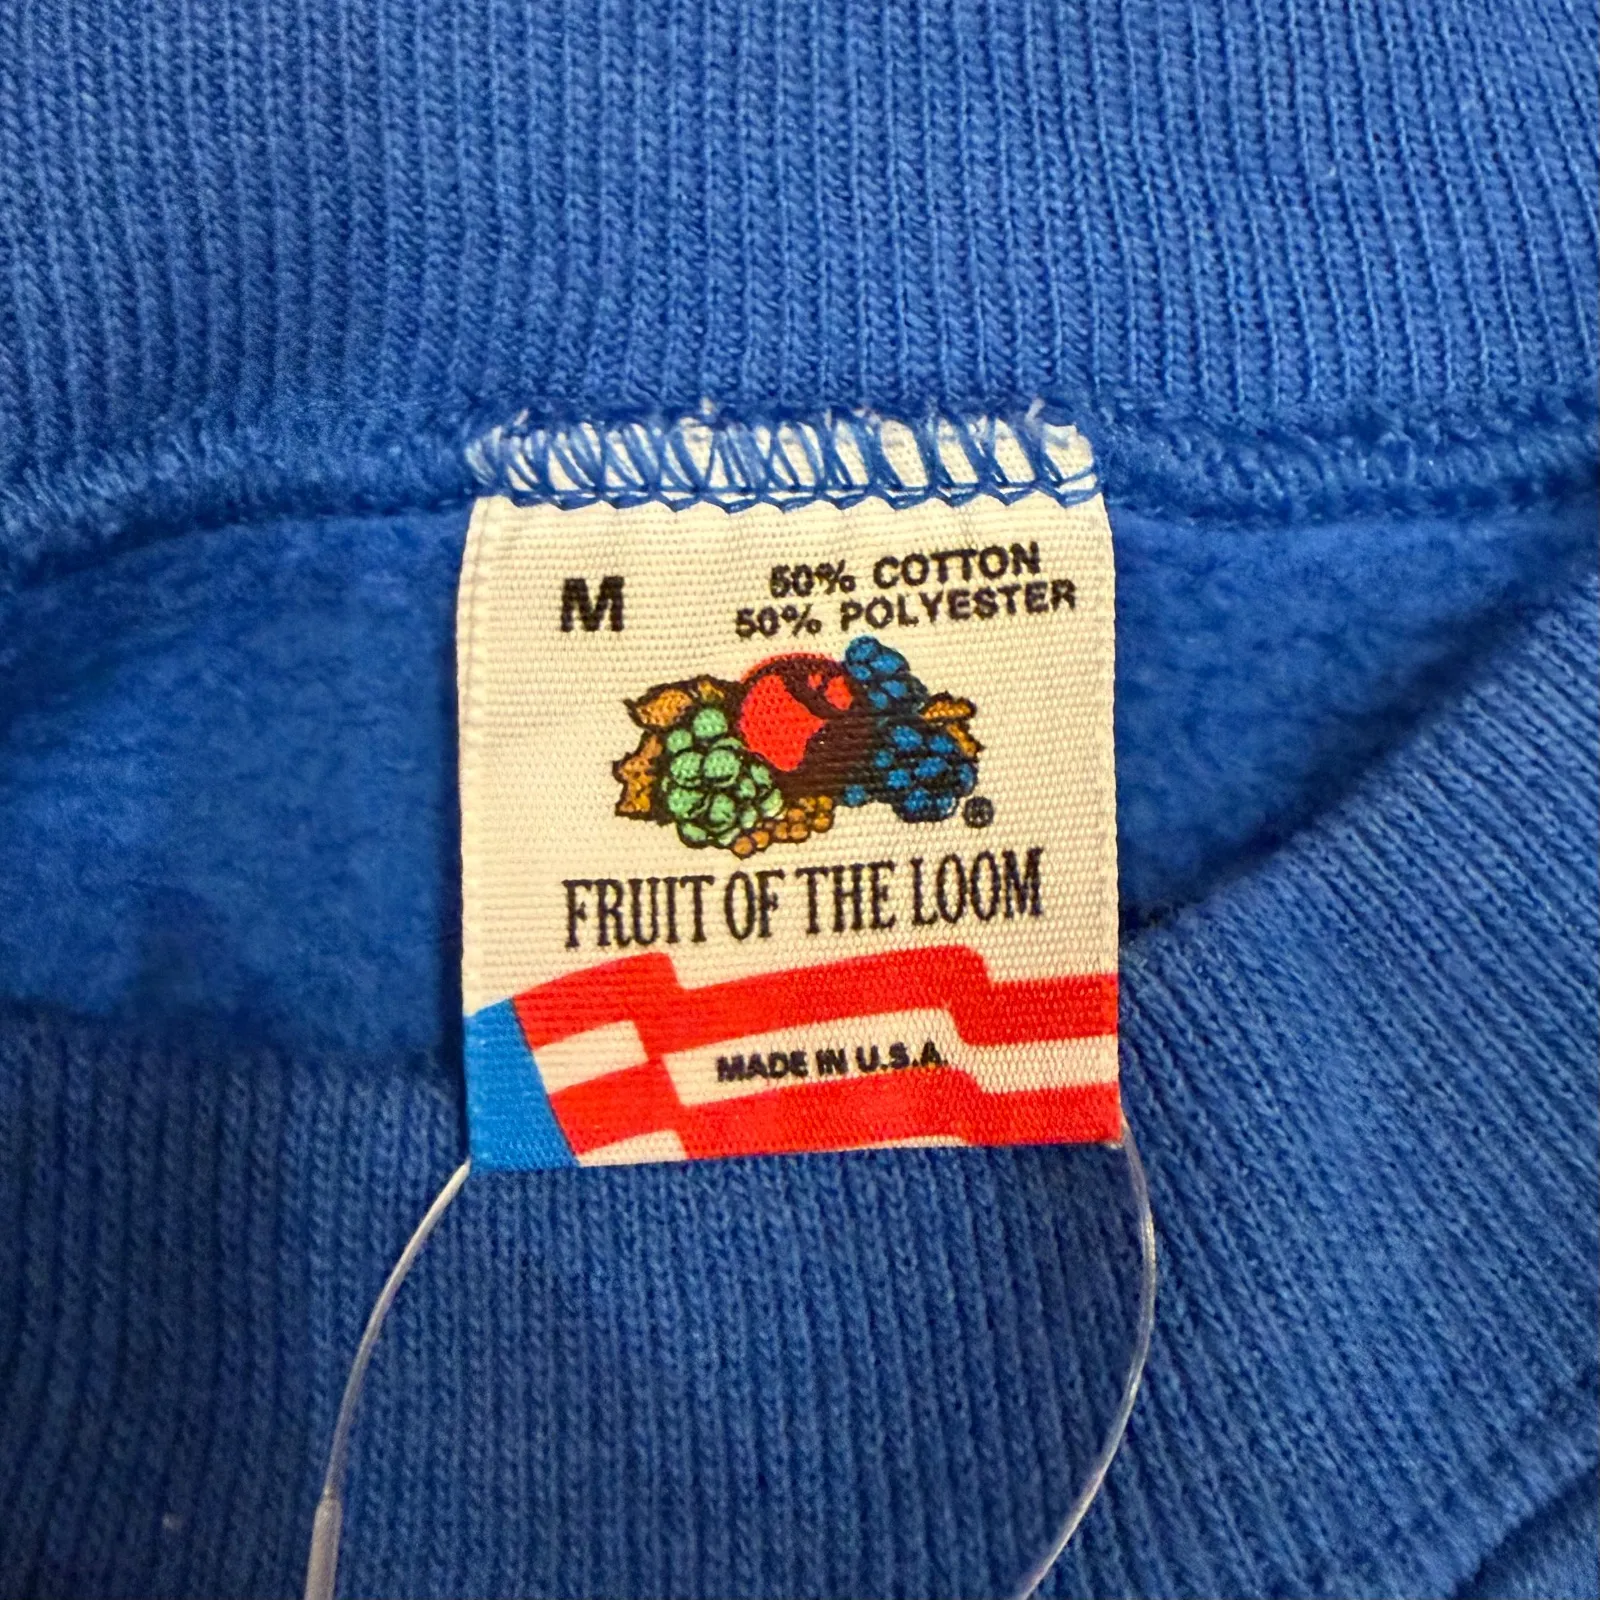 M
50% COTTON
50% POLYESTER
®
FRUIT OF THE LOOM
MADE IN U.S.A.